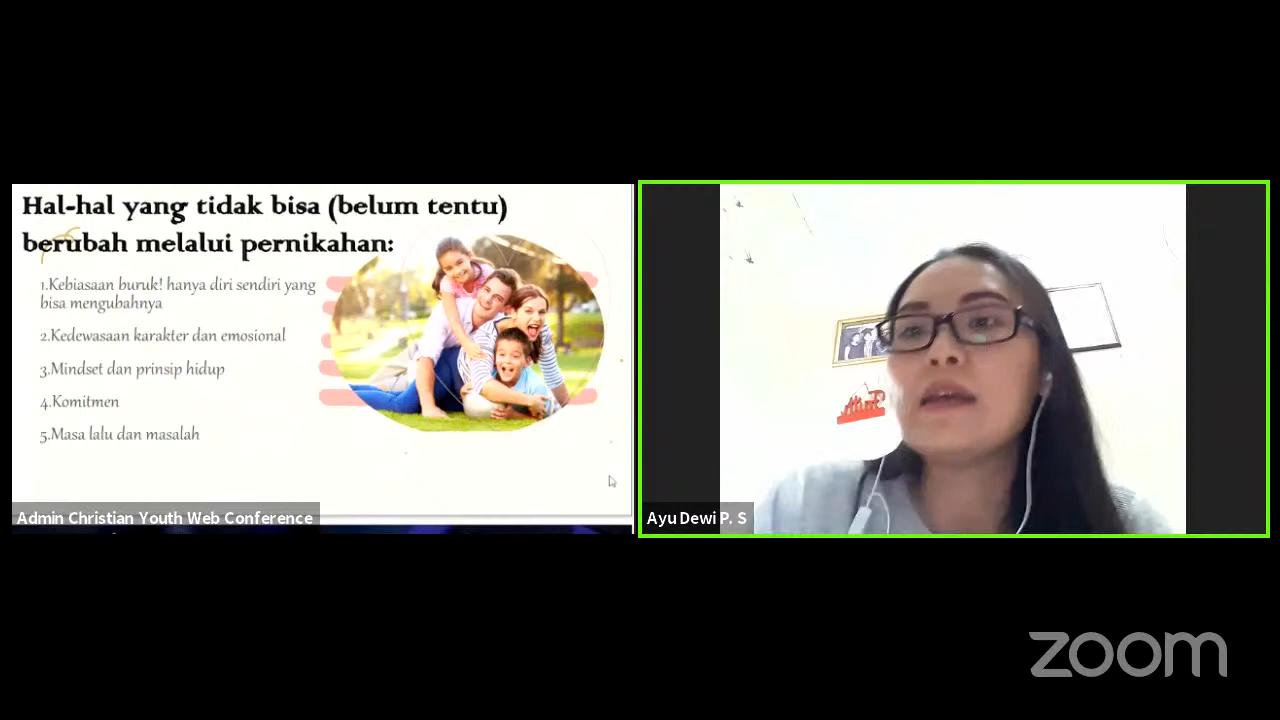 Hal-hal yang tidak bisa (belum tentu)
berubah melalui pernikahan:
1.Kebiasaan buruk! hanya diri sendiri yang
bisa mengubahnya
2.Kedewasaan karakter dan emosional
3.Mindset dan prinsip hidup
4.Komitmen
5.Masa lalu dan masalah
Admin Christian Youth Web Conference
Ayu Dewi P. S
zoom